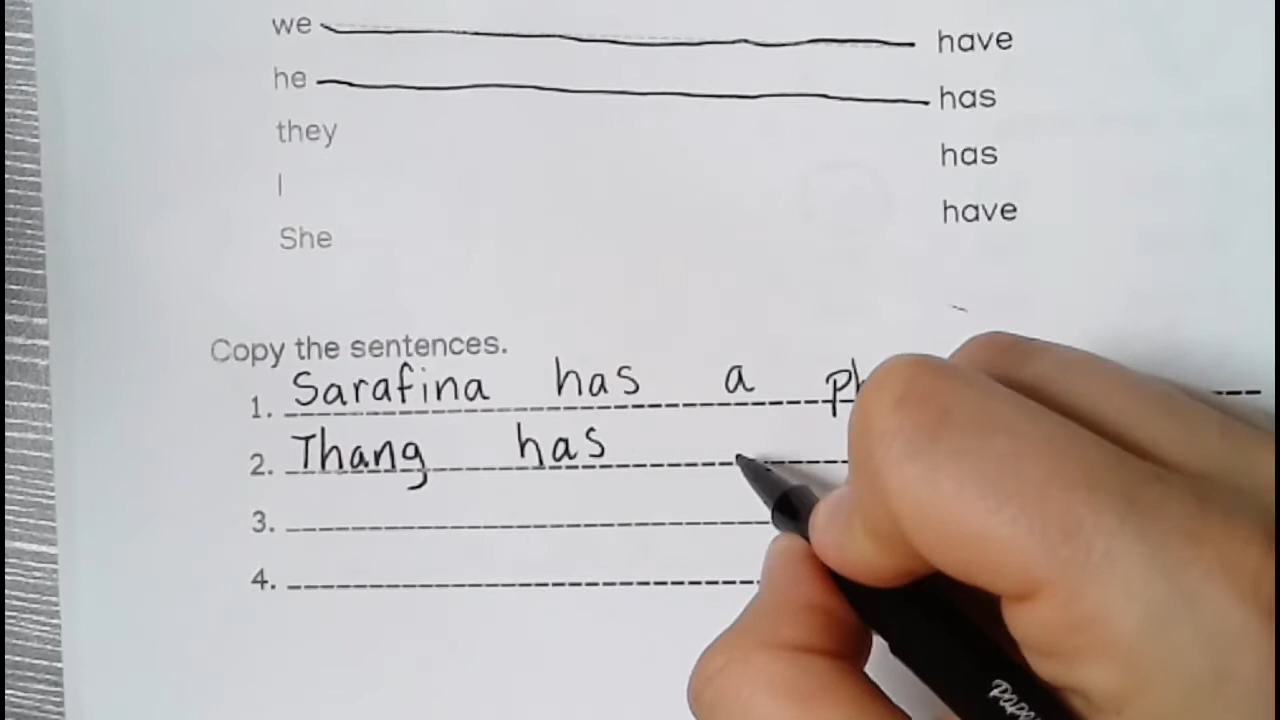 we have
he has
they has
I have
She
Copy the sentences.
1. Sarafina has a
2. Thang has
3.
4.